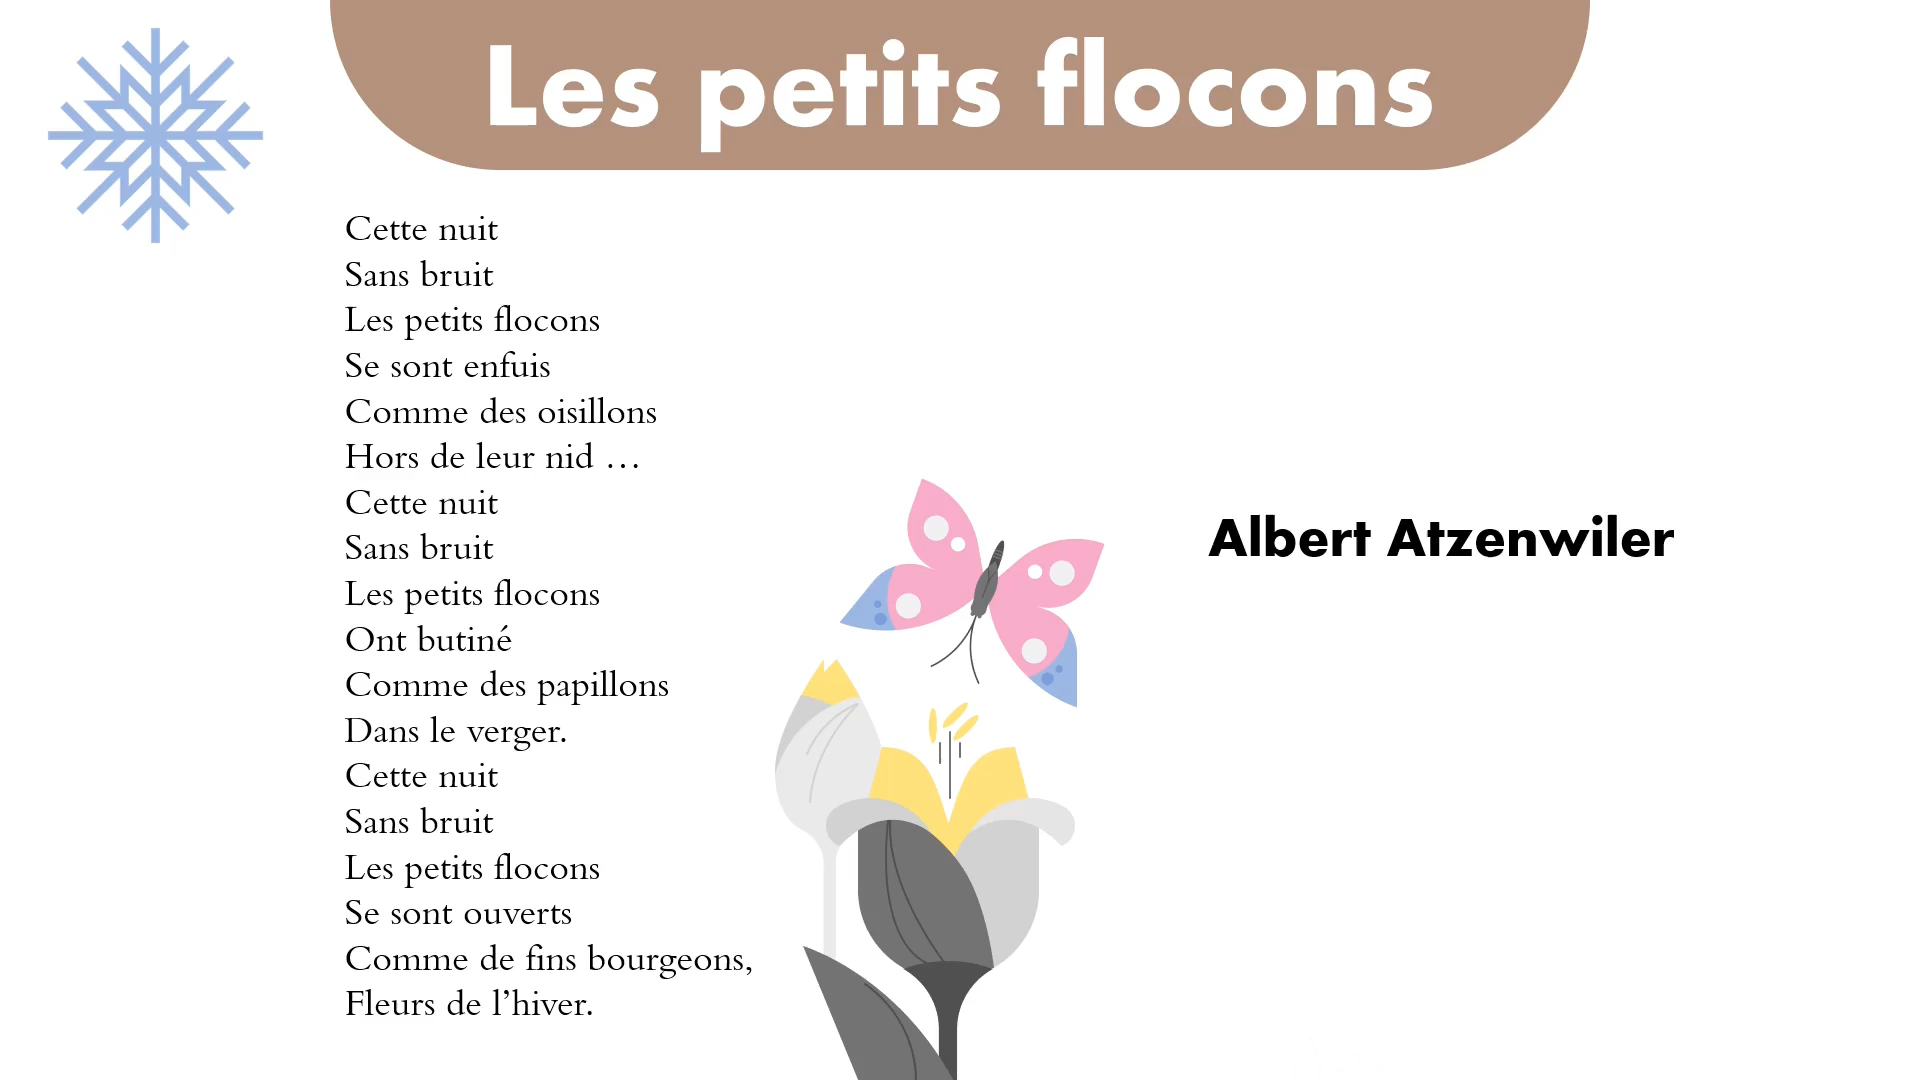 Les petits flocons
Cette nuit
Sans bruit
Les petits flocons
Se sont enfuis
Comme des oisillons
Hors de leur nid …
Cette nuit
Sans bruit
Les petits flocons
Ont butiné
Comme des papillons
Dans le verger.
Cette nuit
Sans bruit
Les petits flocons
Se sont ouverts
Comme de fins bourgeons,
Fleurs de l’hiver.
Albert Atzenwiler